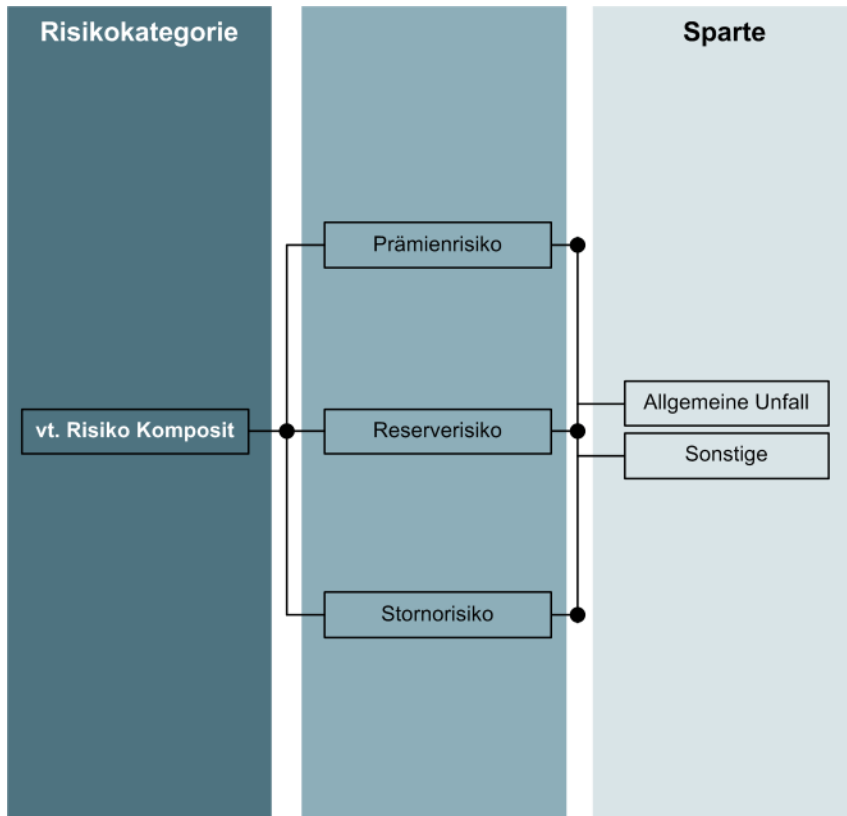 Risikokategorie
Sparte
Prämienrisiko
vt. Risiko Komposit
Reserverisiko
Stornorisiko
Allgemeine Unfall
Sonstige